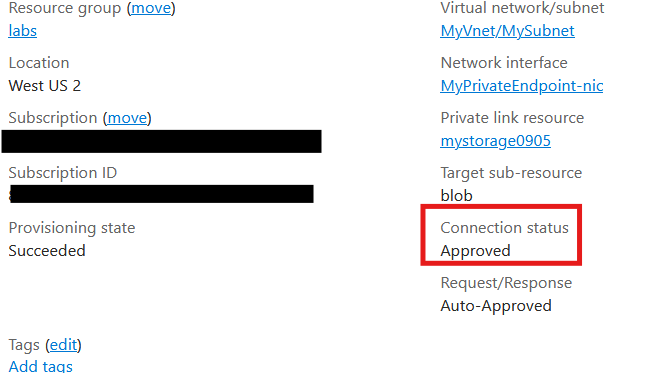 Resource group (move)
labs
Location
West US 2
Subscription (move)
Subscription ID
Provisioning state
Succeeded
Tags (edit)
Add tags
Virtual network/subnet
MyVnet/MySubnet
Network interface
MyPrivateEndpoint-nic
Private link resource
mystorage0905
Target sub-resource
blob
Connection status
Approved
Request/Response
Auto-Approved